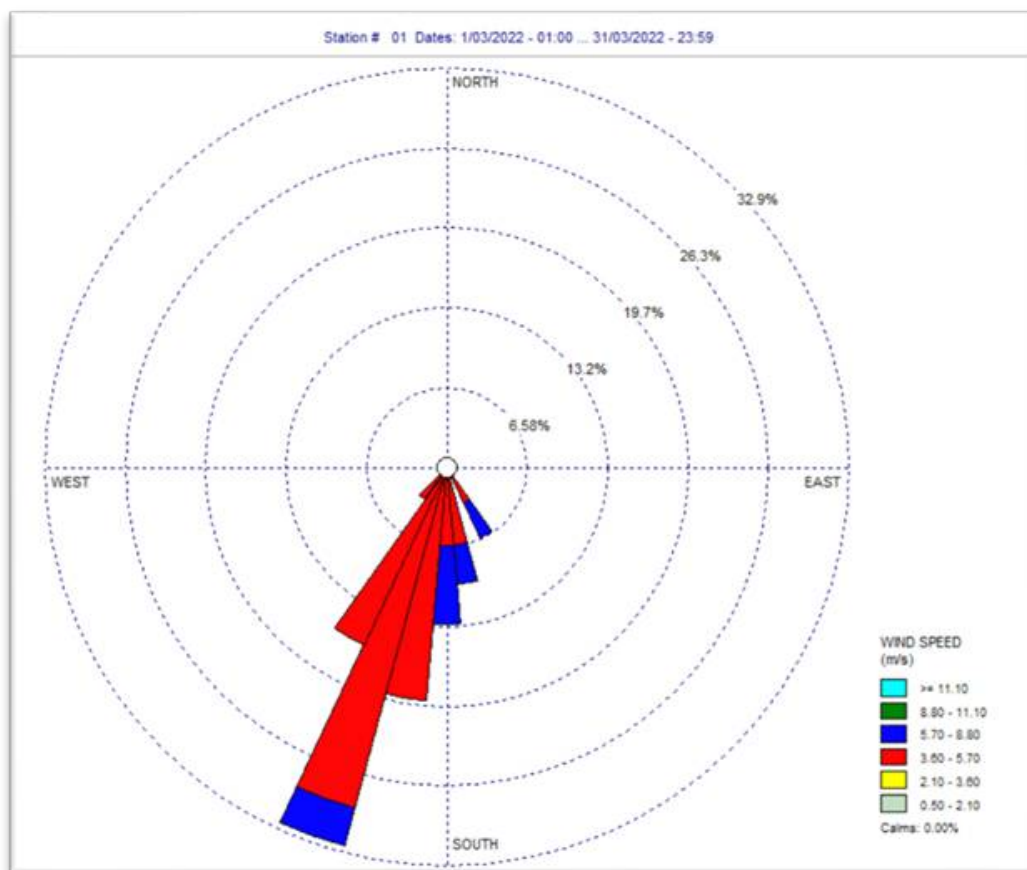 Station # 01 Dates: 1/03/2022 - 01:00 ... 31/03/2022 - 23:59
NORTH
32.9%
26.3%
19.7%
13.2%
6.58%
WEST
EAST
SOUTH
WIND SPEED
(m/s)
>= 11.10
8.80 - 11.10
5.70 - 8.80
3.60 - 5.70
2.10 - 3.60
0.50 - 2.10
Calms: 0.00%